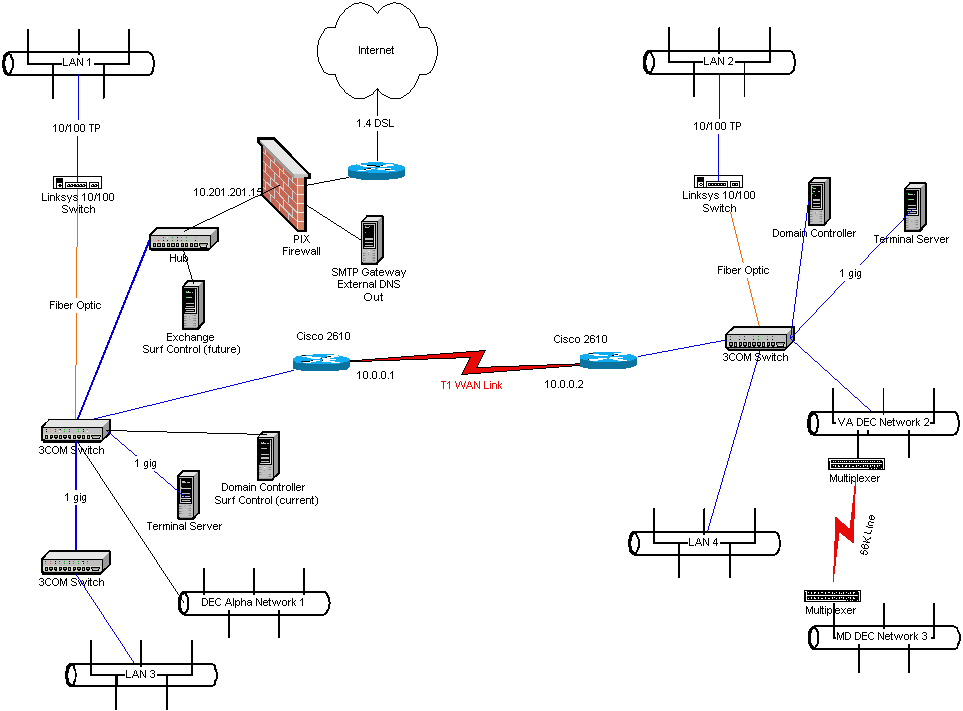 Internet
LAN 1
LAN 2
1.4 DSL
10/100 TP
10/100 TP
10.201.201.15
Linksys 10/100
Switch
Linksys 10/100
Switch
PIX
Firewall
Domain Controller
Terminal Server
Hub
SMTP Gateway
External DNS
Out
Fiber Optic
1 gig
Fiber Optic
Exchange
Surf Control (future)
Cisco 2610
Cisco 2610
3COM Switch
10.0.0.1
T1 WAN Link
10.0.0.2
VA DEC Network 2
3COM Switch
1 gig
Multiplexer
Domain Controller
Surf Control (current)
1 gig
Terminal Server
56K Line
LAN 4
3COM Switch
DEC Alpha Network 1
Multiplexer
MD DEC Network 3
LAN 3